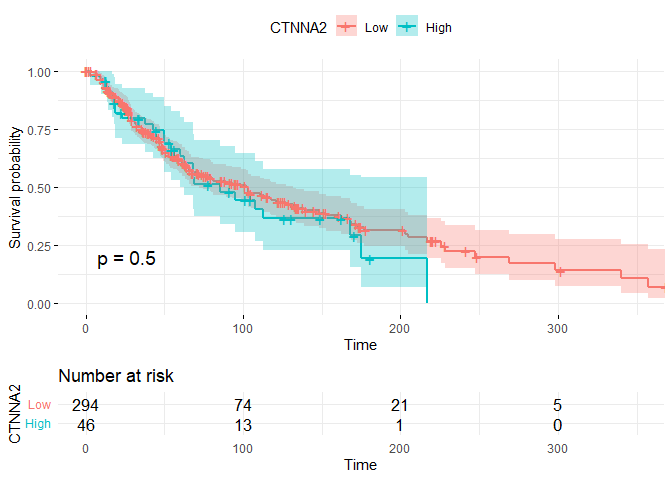 CTNNA2 Low High
Survival probability
1.00
0.75
0.50
0.25
0.00
p = 0.5
0 100 200 300
Time
Number at risk
CTNNA2
Low 294 74 21 5
High 46 13 1 0
0 100 200 300
Time